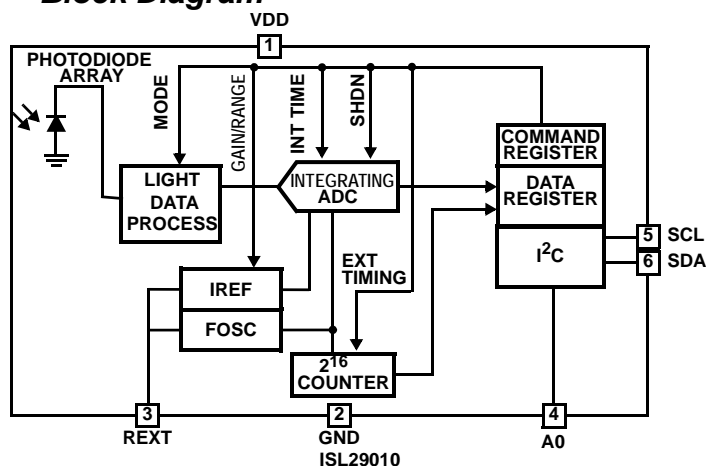 Block Diagram
VDD
1
PHOTODIODE
ARRAY
MODE
GAIN/RANGE
INT TIME
SHDN
COMMAND
REGISTER
LIGHT
DATA
PROCESS
INTEGRATING
ADC
DATA
REGISTER
5 SCL
6 SDA
I2C
EXT
TIMING
IREF
FOSC
216
COUNTER
3
REXT
2
GND
4
A0
ISL29010